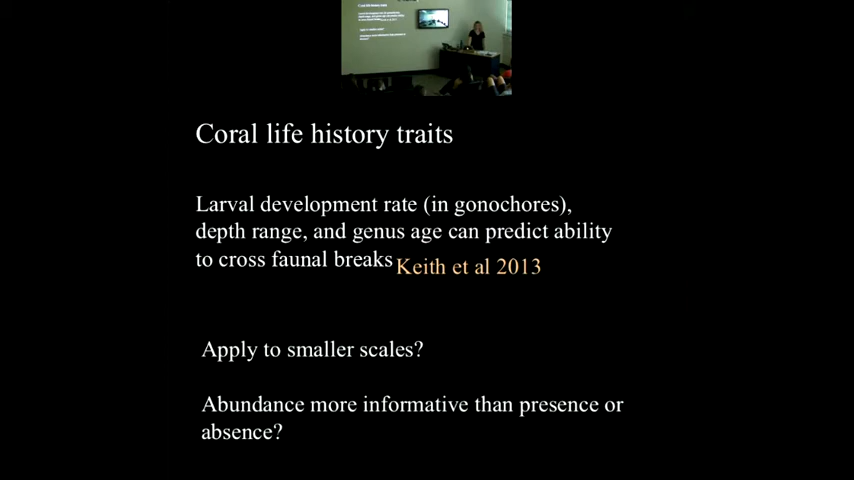 Coral life history traits
Larval development rate (in gonochores),
depth range, and genus age can predict ability
to cross faunal breaks Keith et al 2013
Apply to smaller scales?
Abundance more informative than presence or
absence?